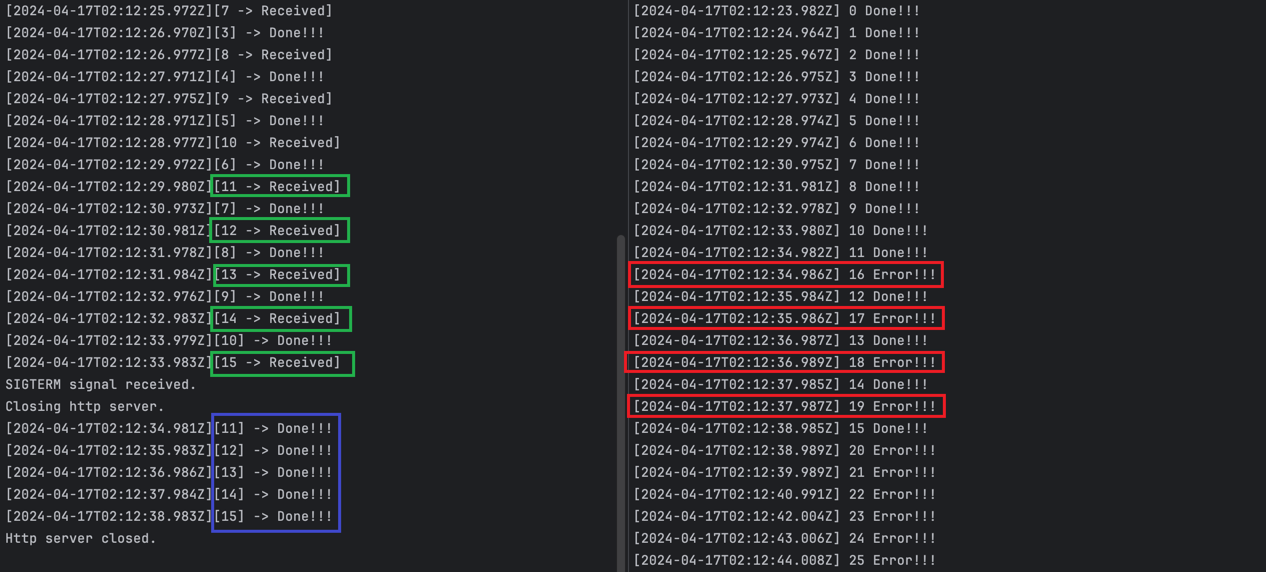 [2024-04-17T02:12:25.972Z][7 -> Received]
[2024-04-17T02:12:26.970Z][3] -> Done!!!
[2024-04-17T02:12:26.977Z][8 -> Received]
[2024-04-17T02:12:27.971Z][4] -> Done!!!
[2024-04-17T02:12:27.975Z][9 -> Received]
[2024-04-17T02:12:28.971Z][5] -> Done!!!
[2024-04-17T02:12:28.977Z][10 -> Received]
[2024-04-17T02:12:29.972Z][6] -> Done!!!
[2024-04-17T02:12:29.980Z][11 -> Received]
[2024-04-17T02:12:30.973Z][7] -> Done!!!
[2024-04-17T02:12:30.981Z][12 -> Received]
[2024-04-17T02:12:31.978Z][8] -> Done!!!
[2024-04-17T02:12:31.984Z][13 -> Received]
[2024-04-17T02:12:32.976Z][9] -> Done!!!
[2024-04-17T02:12:32.983Z][14 -> Received]
[2024-04-17T02:12:33.979Z][10] -> Done!!!
[2024-04-17T02:12:33.983Z][15 -> Received]
SIGTERM signal received.
Closing http server.
[2024-04-17T02:12:34.981Z][11] -> Done!!!
[2024-04-17T02:12:35.983Z][12] -> Done!!!
[2024-04-17T02:12:36.986Z][13] -> Done!!!
[2024-04-17T02:12:37.984Z][14] -> Done!!!
[2024-04-17T02:12:38.983Z][15] -> Done!!!
Http server closed.
[2024-04-17T02:12:23.982Z] 0 Done!!!
[2024-04-17T02:12:24.964Z] 1 Done!!!
[2024-04-17T02:12:25.967Z] 2 Done!!!
[2024-04-17T02:12:26.975Z] 3 Done!!!
[2024-04-17T02:12:27.973Z] 4 Done!!!
[2024-04-17T02:12:28.974Z] 5 Done!!!
[2024-04-17T02:12:29.974Z] 6 Done!!!
[2024-04-17T02:12:30.975Z] 7 Done!!!
[2024-04-17T02:12:31.981Z] 8 Done!!!
[2024-04-17T02:12:32.978Z] 9 Done!!!
[2024-04-17T02:12:33.980Z] 10 Done!!!
[2024-04-17T02:12:34.982Z] 11 Done!!!
[2024-04-17T02:12:34.986Z] 16 Error!!!
[2024-04-17T02:12:35.984Z] 12 Done!!!
[2024-04-17T02:12:35.986Z] 17 Error!!!
[2024-04-17T02:12:36.987Z] 13 Done!!!
[2024-04-17T02:12:36.989Z] 18 Error!!!
[2024-04-17T02:12:37.985Z] 14 Done!!!
[2024-04-17T02:12:37.987Z] 19 Error!!!
[2024-04-17T02:12:38.985Z] 15 Done!!!
[2024-04-17T02:12:38.989Z] 20 Error!!!
[2024-04-17T02:12:39.989Z] 21 Error!!!
[2024-04-17T02:12:40.991Z] 22 Error!!!
[2024-04-17T02:12:42.004Z] 23 Error!!!
[2024-04-17T02:12:43.006Z] 24 Error!!!
[2024-04-17T02:12:44.008Z] 25 Error!!!